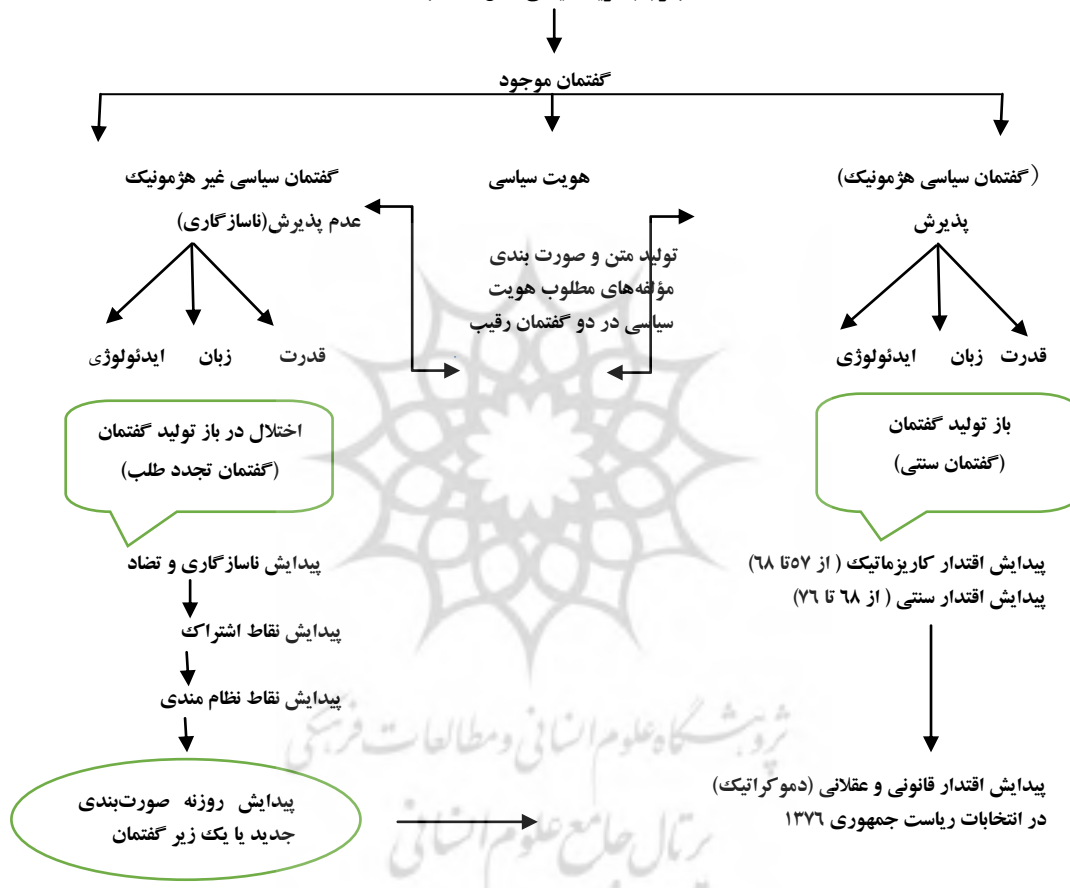 گفتمان موجود
(گفتمان سیاسی هژمونیک)
پذیرش
هویت سیاسی
گفتمان سیاسی غیر هژمونیک
عدم پذیرش(ناسازگاری)
تولید متن و صورت بندی
مؤلفه‌های مطلوب هویت
سیاسی در دو گفتمان رقیب
قدرت زبان ایدئولوژی
قدرت زبان ایدئولوژی
باز تولید گفتمان
(گفتمان سنتی)
اختلال در باز تولید گفتمان
(گفتمان تجدد طلب)
پیدایش اقتدار کاریزماتیک ( از ۵۷تا ۶۸)
پیدایش اقتدار سنتی ( از ۶۸ تا ۷۶)
پیدایش ناسازگاری و تضاد
پیدایش نقاط اشتراک
پیدایش نقاط نظام مندی
پیدایش روزنه صورت‌بندی
جدید یا یک زیر گفتمان
پیدایش اقتدار قانونی و عقلانی (دموکراتیک)
در انتخابات ریاست جمهوری ۱۳۷۶
پژوهشگاه علوم انسانی و مطالعات فرهنگی
پرتال جامع علوم انسانی